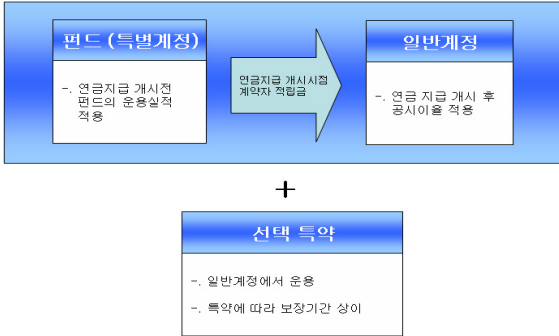 펀드 (특별계정)
-. 연금지급 개시전
펀드의 운용실적
적용
연금지급 개시시점
계약자 적립금
일반계정
-. 연금 지급 개시 후
공시이율 적용
+
선택 특약
-. 일반계정에서 운용
-. 특약에 따라 보장기간 상이